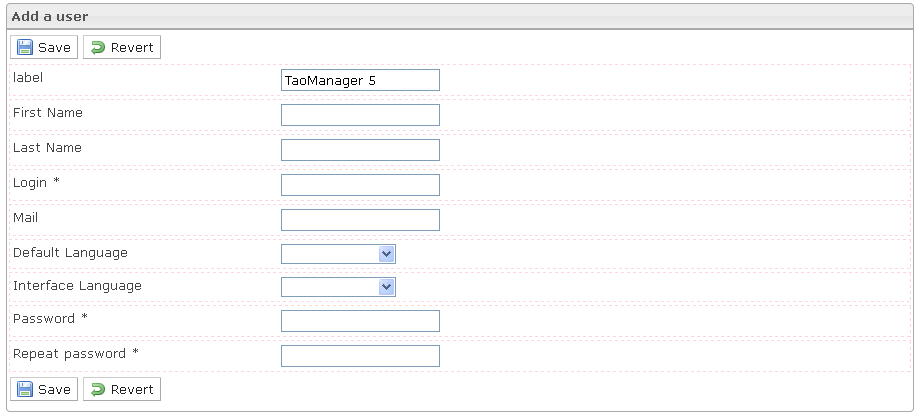 Add a user
Save Revert
label TaoManager 5
First Name
Last Name
Login *
Mail
Default Language
Interface Language
Password *
Repeat password *
Save Revert